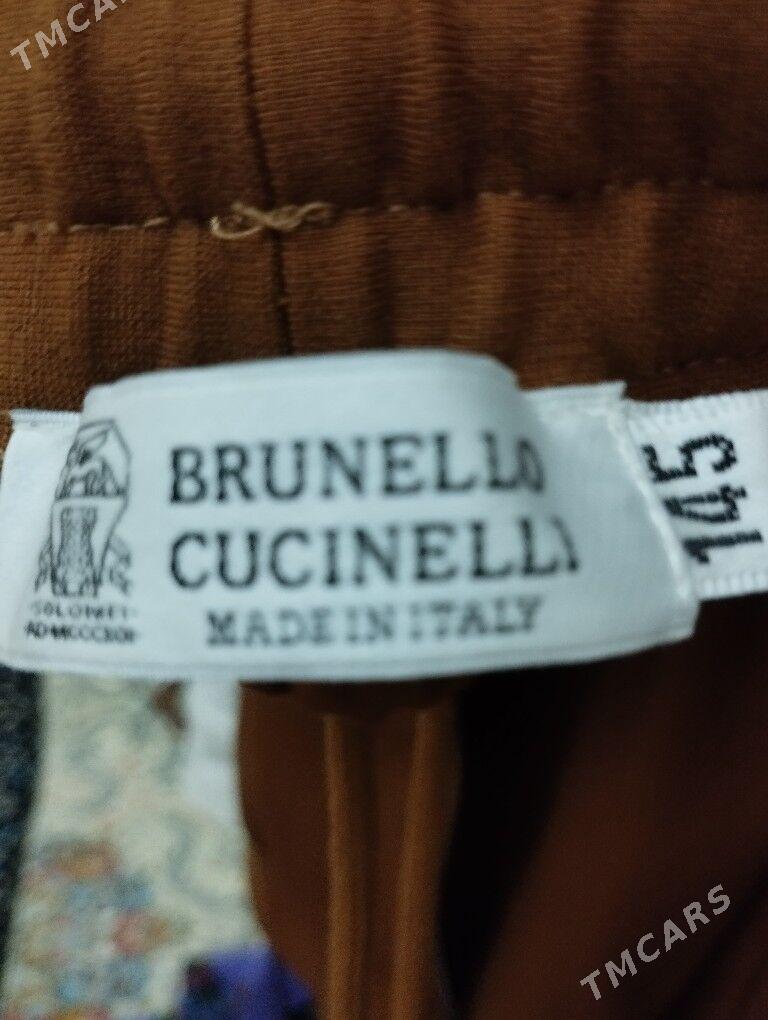 TMCARS
BRUNELLO
CUCINELLI
MADE IN ITALY
145
TMCARS